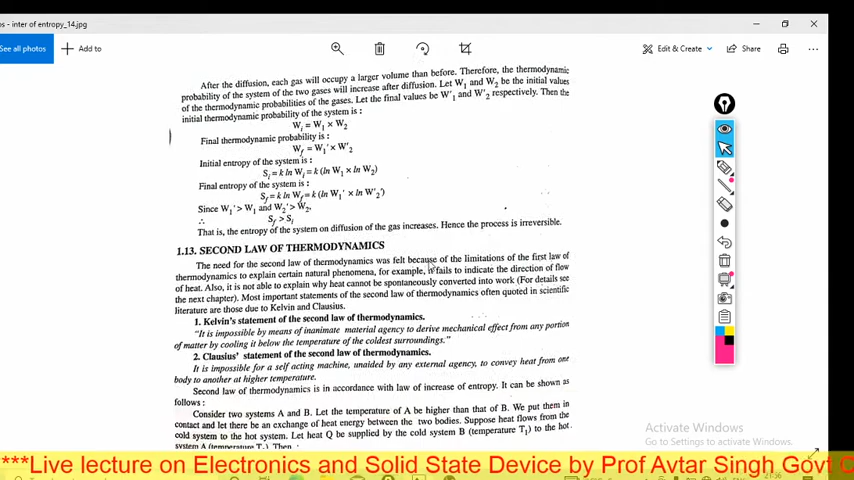 os - inter of entropy_14.jpg
See all photos
Add to
Edit & Create
Share
After the diffusion, each gas will occupy a larger volume than before. Therefore, the thermodynamic
probability of the system of the two gases will increase after diffusion. Let W1 and W2 be the initial values
of the thermodynamic probabilities of the gases. Let the final values be W'1 and W'2 respectively. Then the
initial thermodynamic probability of the system is :
Wi = W1 × W2
Final thermodynamic probability is :
Wf = W1' × W'2
Initial entropy of the system is :
Si = k ln Wi = k (ln W1 × ln W2)
Final entropy of the system is :
Sf = k ln Wf = k (ln W1' × ln W'2)
Since W1' > W1 and W2' > W2,
∴ Sf > Si
That is, the entropy of the system on diffusion of the gas increases. Hence the process is irreversible.
1.13. SECOND LAW OF THERMODYNAMICS
The need for the second law of thermodynamics was felt because of the limitations of the first law of
thermodynamics to explain certain natural phenomena, for example, it fails to indicate the direction of flow
of heat. Also, it is not able to explain why heat cannot be spontaneously converted into work (For details see
the next chapter). Most important statements of the second law of thermodynamics often quoted in scientific
literature are those due to Kelvin and Clausius.
1. Kelvin's statement of the second law of thermodynamics.
"It is impossible by means of inanimate material agency to derive mechanical effect from any portion
of matter by cooling it below the temperature of the coldest surroundings."
2. Clausius' statement of the second law of thermodynamics.
It is impossible for a self acting machine, unaided by any external agency, to convey heat from one
body to another at higher temperature.
Second law of thermodynamics is in accordance with law of increase of entropy. It can be shown as
follows :
Consider two systems A and B. Let the temperature of A be higher than that of B. We put them in
contact and let there be an exchange of heat energy between the two bodies. Suppose heat flows from the
cold system to the hot system. Let heat Q be supplied by the cold system B (temperature T1) to the hot
system A (temperature T2). Then
Activate Windows
Go to Settings to activate Windows.
****Live lecture on Electronics and Solid State Device by Prof Avtar Singh Govt C
21:56